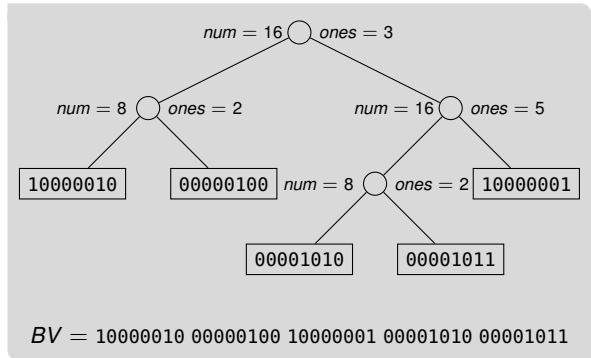 num = 16 ones = 3
num = 8 ones = 2 num = 16 ones = 5
10000010 00000100 num = 8 ones = 2 10000001
00001010 00001011
BV = 10000010 00000100 10000001 00001010 00001011